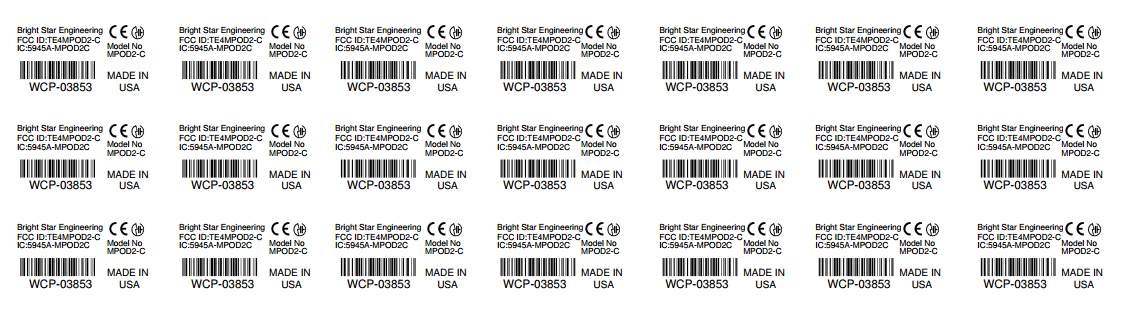 Bright Star Engineering CE
FCC ID:TE4MPOD2-C
IC:5945A-MPOD2C
Model No
MPOD2-C
MADE IN
USA
WCP-03853
Bright Star Engineering CE
FCC ID:TE4MPOD2-C
IC:5945A-MPOD2C
Model No
MPOD2-C
MADE IN
USA
WCP-03853
Bright Star Engineering CE
FCC ID:TE4MPOD2-C
IC:5945A-MPOD2C
Model No
MPOD2-C
MADE IN
USA
WCP-03853
Bright Star Engineering CE
FCC ID:TE4MPOD2-C
IC:5945A-MPOD2C
Model No
MPOD2-C
MADE IN
USA
WCP-03853
Bright Star Engineering CE
FCC ID:TE4MPOD2-C
IC:5945A-MPOD2C
Model No
MPOD2-C
MADE IN
USA
WCP-03853
Bright Star Engineering CE
FCC ID:TE4MPOD2-C
IC:5945A-MPOD2C
Model No
MPOD2-C
MADE IN
USA
WCP-03853
Bright Star Engineering CE
FCC ID:TE4MPOD2-C
IC:5945A-MPOD2C
Model No
MPOD2-C
MADE IN
USA
WCP-03853
Bright Star Engineering CE
FCC ID:TE4MPOD2-C
IC:5945A-MPOD2C
Model No
MPOD2-C
MADE IN
USA
WCP-03853
Bright Star Engineering CE
FCC ID:TE4MPOD2-C
IC:5945A-MPOD2C
Model No
MPOD2-C
MADE IN
USA
WCP-03853
Bright Star Engineering CE
FCC ID:TE4MPOD2-C
IC:5945A-MPOD2C
Model No
MPOD2-C
MADE IN
USA
WCP-03853
Bright Star Engineering CE
FCC ID:TE4MPOD2-C
IC:5945A-MPOD2C
Model No
MPOD2-C
MADE IN
USA
WCP-03853
Bright Star Engineering CE
FCC ID:TE4MPOD2-C
IC:5945A-MPOD2C
Model No
MPOD2-C
MADE IN
USA
WCP-03853
Bright Star Engineering CE
FCC ID:TE4MPOD2-C
IC:5945A-MPOD2C
Model No
MPOD2-C
MADE IN
USA
WCP-03853
Bright Star Engineering CE
FCC ID:TE4MPOD2-C
IC:5945A-MPOD2C
Model No
MPOD2-C
MADE IN
USA
WCP-03853
Bright Star Engineering CE
FCC ID:TE4MPOD2-C
IC:5945A-MPOD2C
Model No
MPOD2-C
MADE IN
USA
WCP-03853
Bright Star Engineering CE
FCC ID:TE4MPOD2-C
IC:5945A-MPOD2C
Model No
MPOD2-C
MADE IN
USA
WCP-03853
Bright Star Engineering CE
FCC ID:TE4MPOD2-C
IC:5945A-MPOD2C
Model No
MPOD2-C
MADE IN
USA
WCP-03853
Bright Star Engineering CE
FCC ID:TE4MPOD2-C
IC:5945A-MPOD2C
Model No
MPOD2-C
MADE IN
USA
WCP-03853
Bright Star Engineering CE
FCC ID:TE4MPOD2-C
IC:5945A-MPOD2C
Model No
MPOD2-C
MADE IN
USA
WCP-03853
Bright Star Engineering CE
FCC ID:TE4MPOD2-C
IC:5945A-MPOD2C
Model No
MPOD2-C
MADE IN
USA
WCP-03853
Bright Star Engineering CE
FCC ID:TE4MPOD2-C
IC:5945A-MPOD2C
Model No
MPOD2-C
MADE IN
USA
WCP-03853